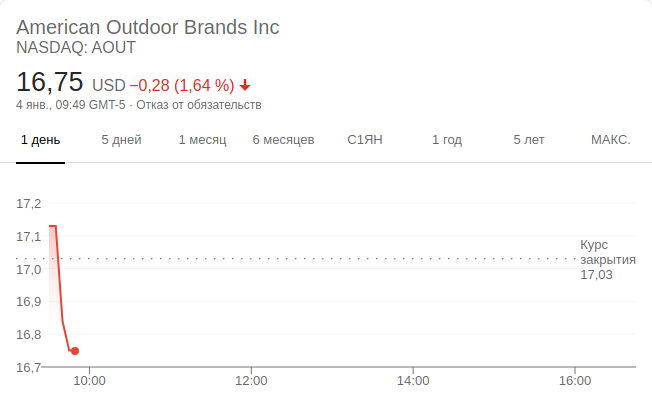 American Outdoor Brands Inc
NASDAQ: AOUT
16,75 USD −0,28 (1,64 %)
4 янв., 09:49 GMT-5 · Отказ от обязательств
1 день 5 дней 1 месяц 6 месяцев С1ЯН 1 год 5 лет МАКС.
17,2
17,1
Курс
закрытия
17,03
17,0
16,9
16,8
16,7
10:00 12:00 14:00 16:00